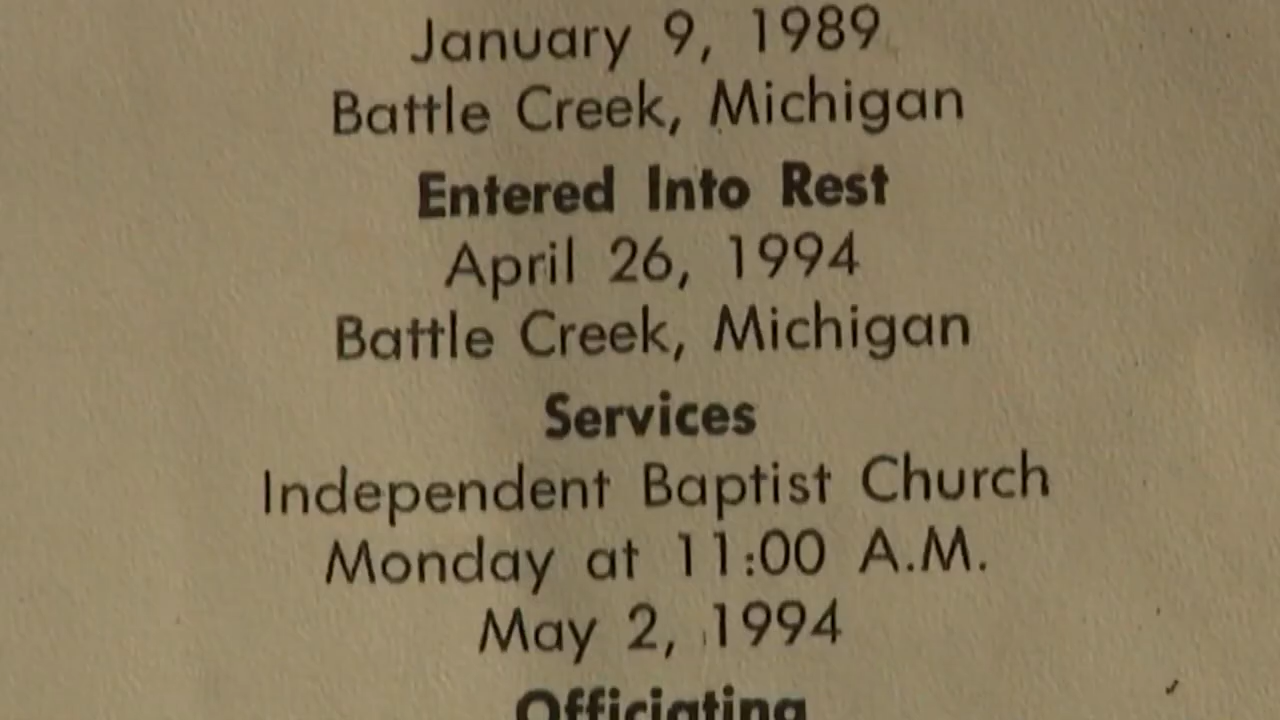 January 9, 1989
Battle Creek, Michigan
Entered Into Rest
April 26, 1994
Battle Creek, Michigan
Services
Independent Baptist Church
Monday at 11:00 A.M.
May 2, 1994
Officiating